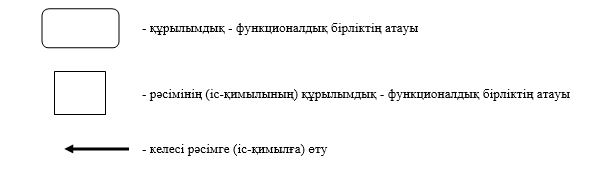 - құрылымдық - функционалдық бірліктің атауы
- рәсімінің (іс-қимылының) құрылымдық - функционалдық бірліктің атауы
- келесі рәсімге (іс-қимылға) өту